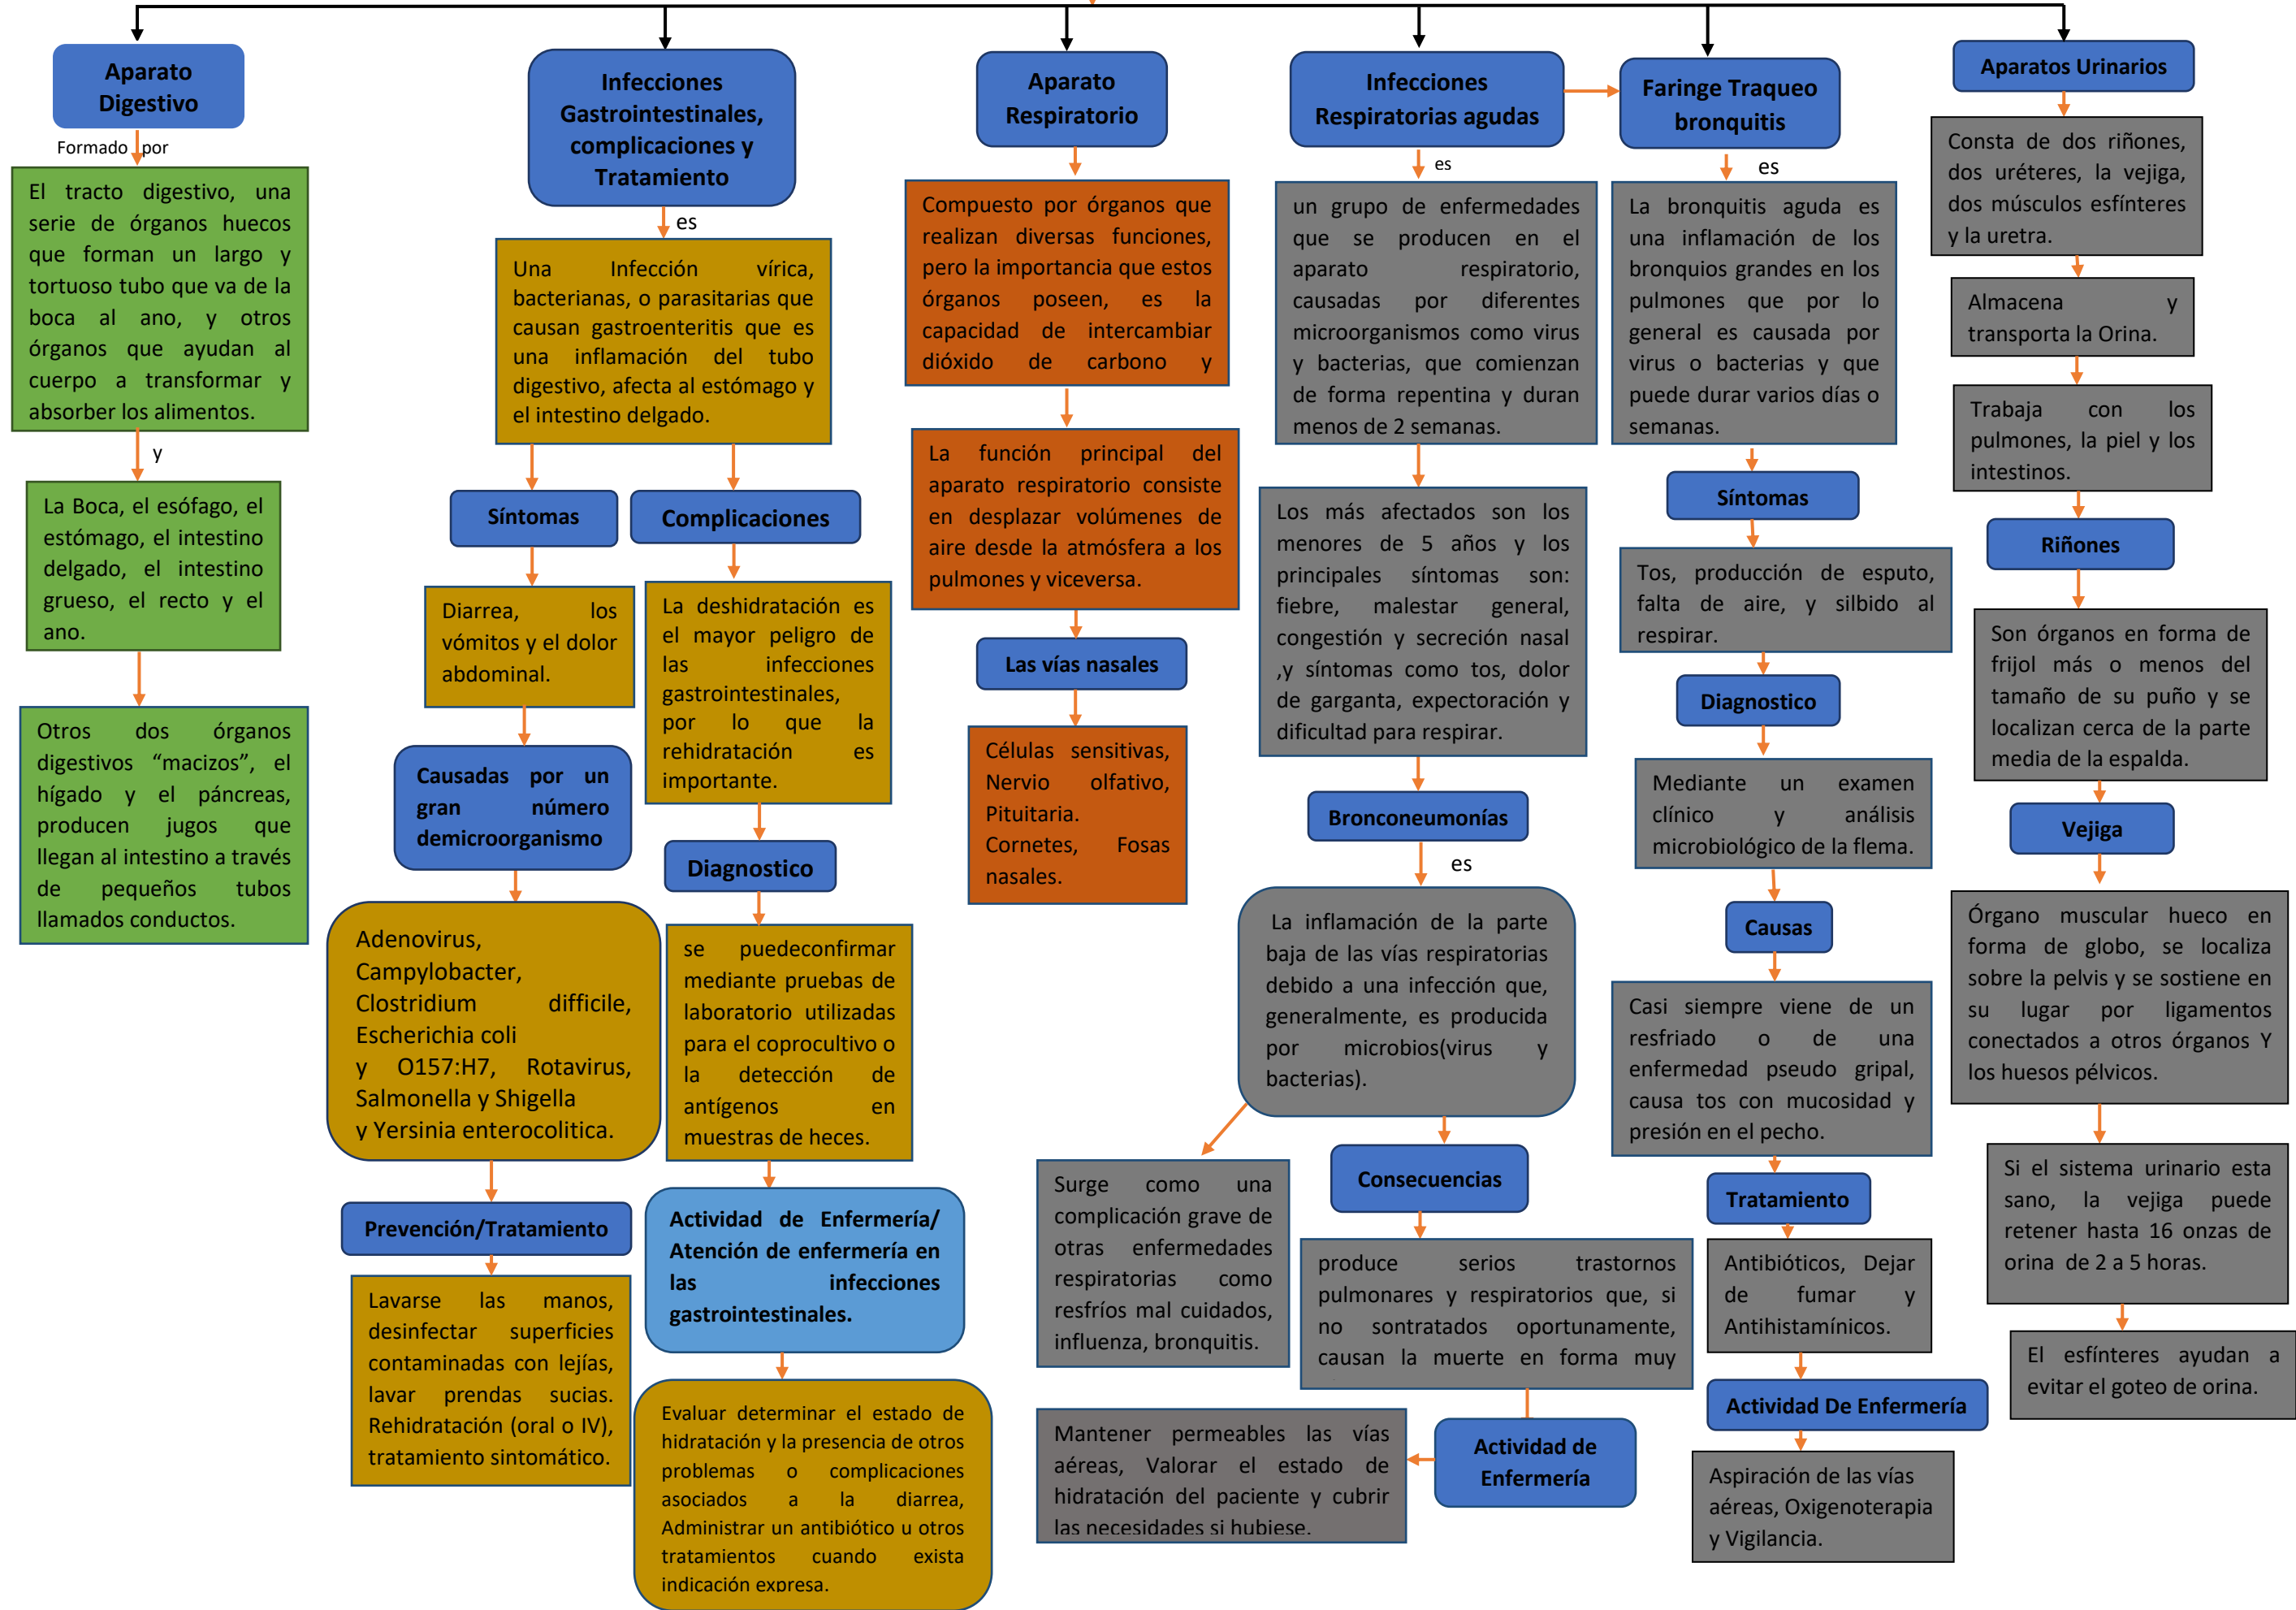 Aparato
Digestivo
Formado por
El tracto digestivo, una
serie de órganos huecos
que forman un largo y
tortuoso tubo que va de la
boca al ano, y otros
órganos que ayudan al
cuerpo a transformar y
absorber los alimentos.
y
La Boca, el esófago, el
estómago, el intestino
delgado, el intestino
grueso, el recto y el
ano.
Otros dos órganos
digestivos “macizos”, el
hígado y el páncreas,
producen jugos que
llegan al intestino a través
de pequeños tubos
llamados conductos.
Infecciones
Gastrointestinales,
complicaciones y
Tratamiento
es
Una Infección vírica,
bacterianas, o parasitarias que
causan gastroenteritis que es
una inflamación del tubo
digestivo, afecta al estómago y
el intestino delgado.
Síntomas
Diarrea, los
vómitos y el dolor
abdominal.
Causadas por un
gran número
demicroorganismo
Adenovirus,
Campylobacter,
Clostridium difficile,
Escherichia coli
y O157:H7, Rotavirus,
Salmonella y Shigella
y Yersinia enterocolitica.
Prevención/Tratamiento
Lavarse las manos,
desinfectar superficies
contaminadas con lejías,
lavar prendas sucias.
Rehidratación (oral o IV),
tratamiento sintomático.
Complicaciones
La deshidratación es
el mayor peligro de
las infecciones
gastrointestinales,
por lo que la
rehidratación es
importante.
Diagnostico
se puedeconfirmar
mediante pruebas de
laboratorio utilizadas
para el coprocultivo o
la detección de
antígenos en
muestras de heces.
Actividad de Enfermería/
Atención de enfermería en
las infecciones
gastrointestinales.
Evaluar determinar el estado de
hidratación y la presencia de otros
problemas o complicaciones
asociados a la diarrea,
Administrar un antibiótico u otros
tratamientos cuando exista
indicación expresa.
Aparato
Respiratorio
Compuesto por órganos que
realizan diversas funciones,
pero la importancia que estos
órganos poseen, es la
capacidad de intercambiar
dióxido de carbono y
La función principal del
aparato respiratorio consiste
en desplazar volúmenes de
aire desde la atmósfera a los
pulmones y viceversa.
Las vías nasales
Células sensitivas,
Nervio olfativo,
Pituitaria.
Cornetes, Fosas
nasales.
Infecciones
Respiratorias agudas
es
un grupo de enfermedades
que se producen en el
aparato respiratorio,
causadas por diferentes
microorganismos como virus
y bacterias, que comienzan
de forma repentina y duran
menos de 2 semanas.
Los más afectados son los
menores de 5 años y los
principales síntomas son:
fiebre, malestar general,
congestión y secreción nasal
,y síntomas como tos, dolor
de garganta, expectoración y
dificultad para respirar.
Bronconeumonías
es
La inflamación de la parte
baja de las vías respiratorias
debido a una infección que,
generalmente, es producida
por microbios(virus y
bacterias).
Surge como una
complicación grave de
otras enfermedades
respiratorias como
resfríos mal cuidados,
influenza, bronquitis.
Consecuencias
produce serios trastornos
pulmonares y respiratorios que, si
no sontratados oportunamente,
causan la muerte en forma muy
Actividad de
Enfermería
Mantener permeables las vías
aéreas, Valorar el estado de
hidratación del paciente y cubrir
las necesidades si hubiese.
Faringe Traqueo
bronquitis
es
La bronquitis aguda es
una inflamación de los
bronquios grandes en los
pulmones que por lo
general es causada por
virus o bacterias y que
puede durar varios días o
semanas.
Síntomas
Tos, producción de esputo,
falta de aire, y silbido al
respirar.
Diagnostico
Mediante un examen
clínico y análisis
microbiológico de la flema.
Causas
Casi siempre viene de un
resfriado o de una
enfermedad pseudo gripal,
causa tos con mucosidad y
presión en el pecho.
Tratamiento
Antibióticos, Dejar
de fumar y
Antihistamínicos.
Actividad De Enfermería
Aspiración de las vías
aéreas, Oxigenoterapia
y Vigilancia.
Aparatos Urinarios
Consta de dos riñones,
dos uréteres, la vejiga,
dos músculos esfínteres
y la uretra.
Almacena y
transporta la Orina.
Trabaja con los
pulmones, la piel y los
intestinos.
Riñones
Son órganos en forma de
frijol más o menos del
tamaño de su puño y se
localizan cerca de la parte
media de la espalda.
Vejiga
Órgano muscular hueco en
forma de globo, se localiza
sobre la pelvis y se sostiene en
su lugar por ligamentos
conectados a otros órganos Y
los huesos pélvicos.
Si el sistema urinario esta
sano, la vejiga puede
retener hasta 16 onzas de
orina de 2 a 5 horas.
El esfínteres ayudan a
evitar el goteo de orina.